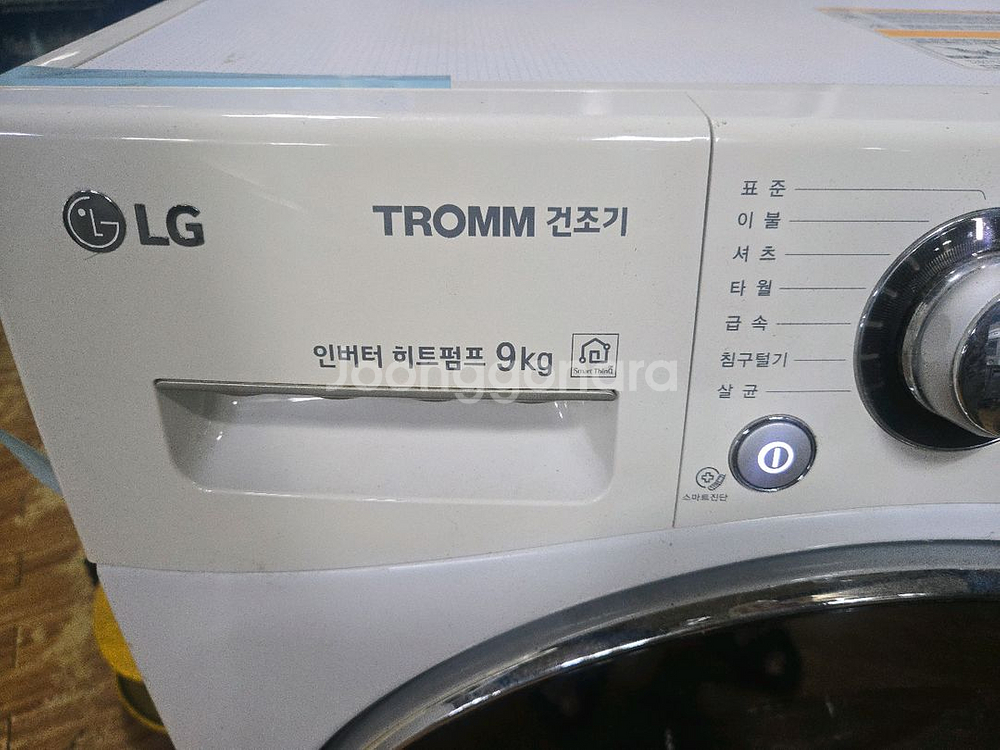 LG
TROMM 건조기
인버터 히트펌프 9kg
Smart ThinQ
Joonggonara
표준
이불
셔츠
타월
급속
침구털기
살균
스마트진단